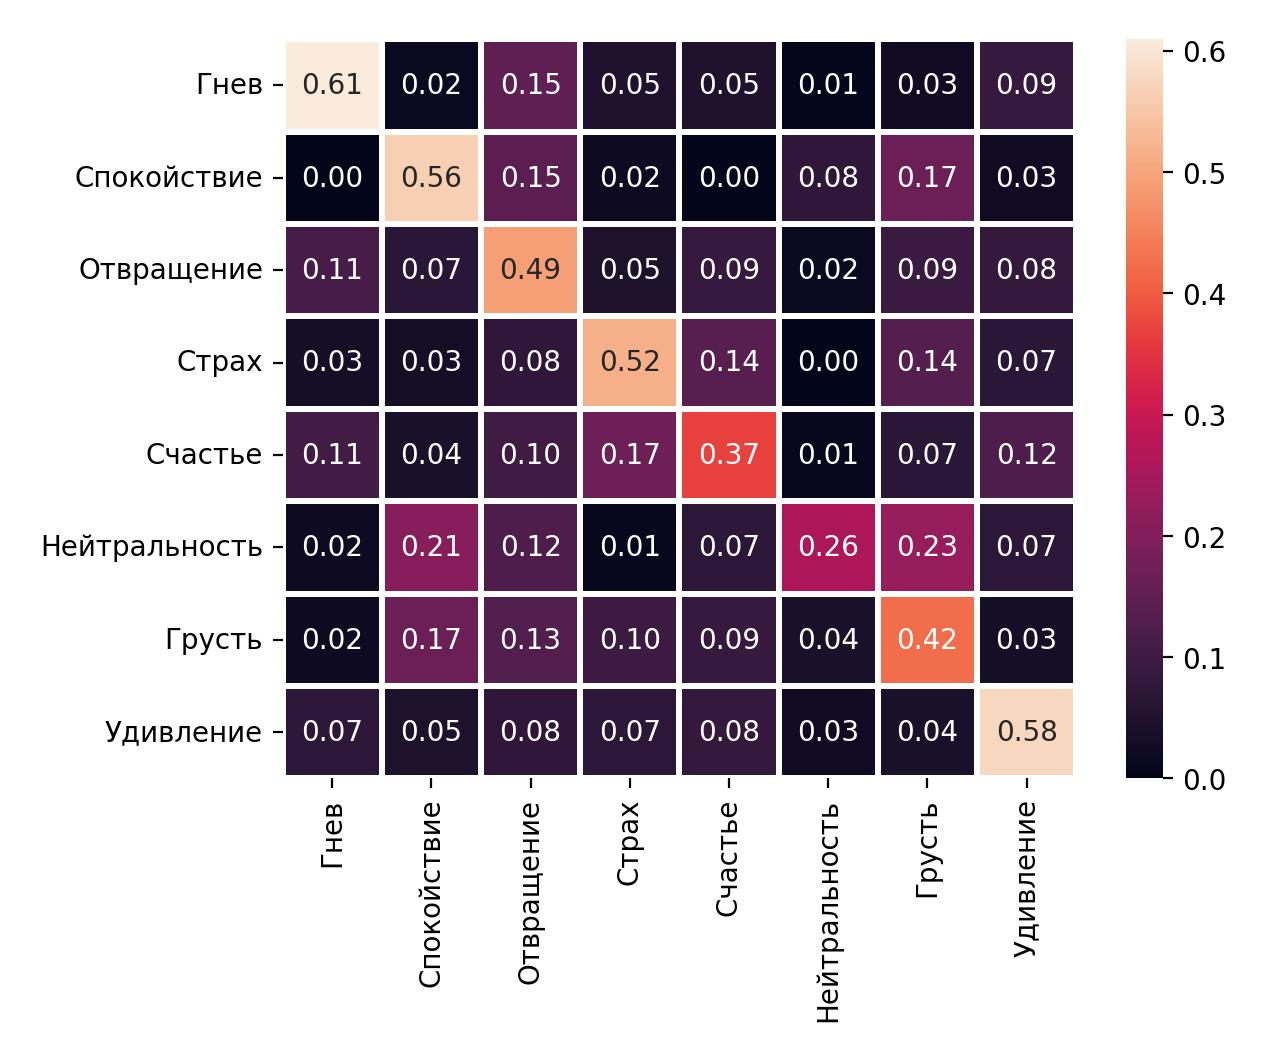 Гнев 0.61 0.02 0.15 0.05 0.05 0.01 0.03 0.09
Спокойствие 0.00 0.56 0.15 0.02 0.00 0.08 0.17 0.03
Отвращение 0.11 0.07 0.49 0.05 0.09 0.02 0.09 0.08
Страх 0.03 0.03 0.08 0.52 0.14 0.00 0.14 0.07
Счастье 0.11 0.04 0.10 0.17 0.37 0.01 0.07 0.12
Нейтральность 0.02 0.21 0.12 0.01 0.07 0.26 0.23 0.07
Грусть 0.02 0.17 0.13 0.10 0.09 0.04 0.42 0.03
Удивление 0.07 0.05 0.08 0.07 0.08 0.03 0.04 0.58
Гнев
Спокойствие
Отвращение
Страх
Счастье
Нейтральность
Грусть
Удивление
0.6
0.5
0.4
0.3
0.2
0.1
0.0